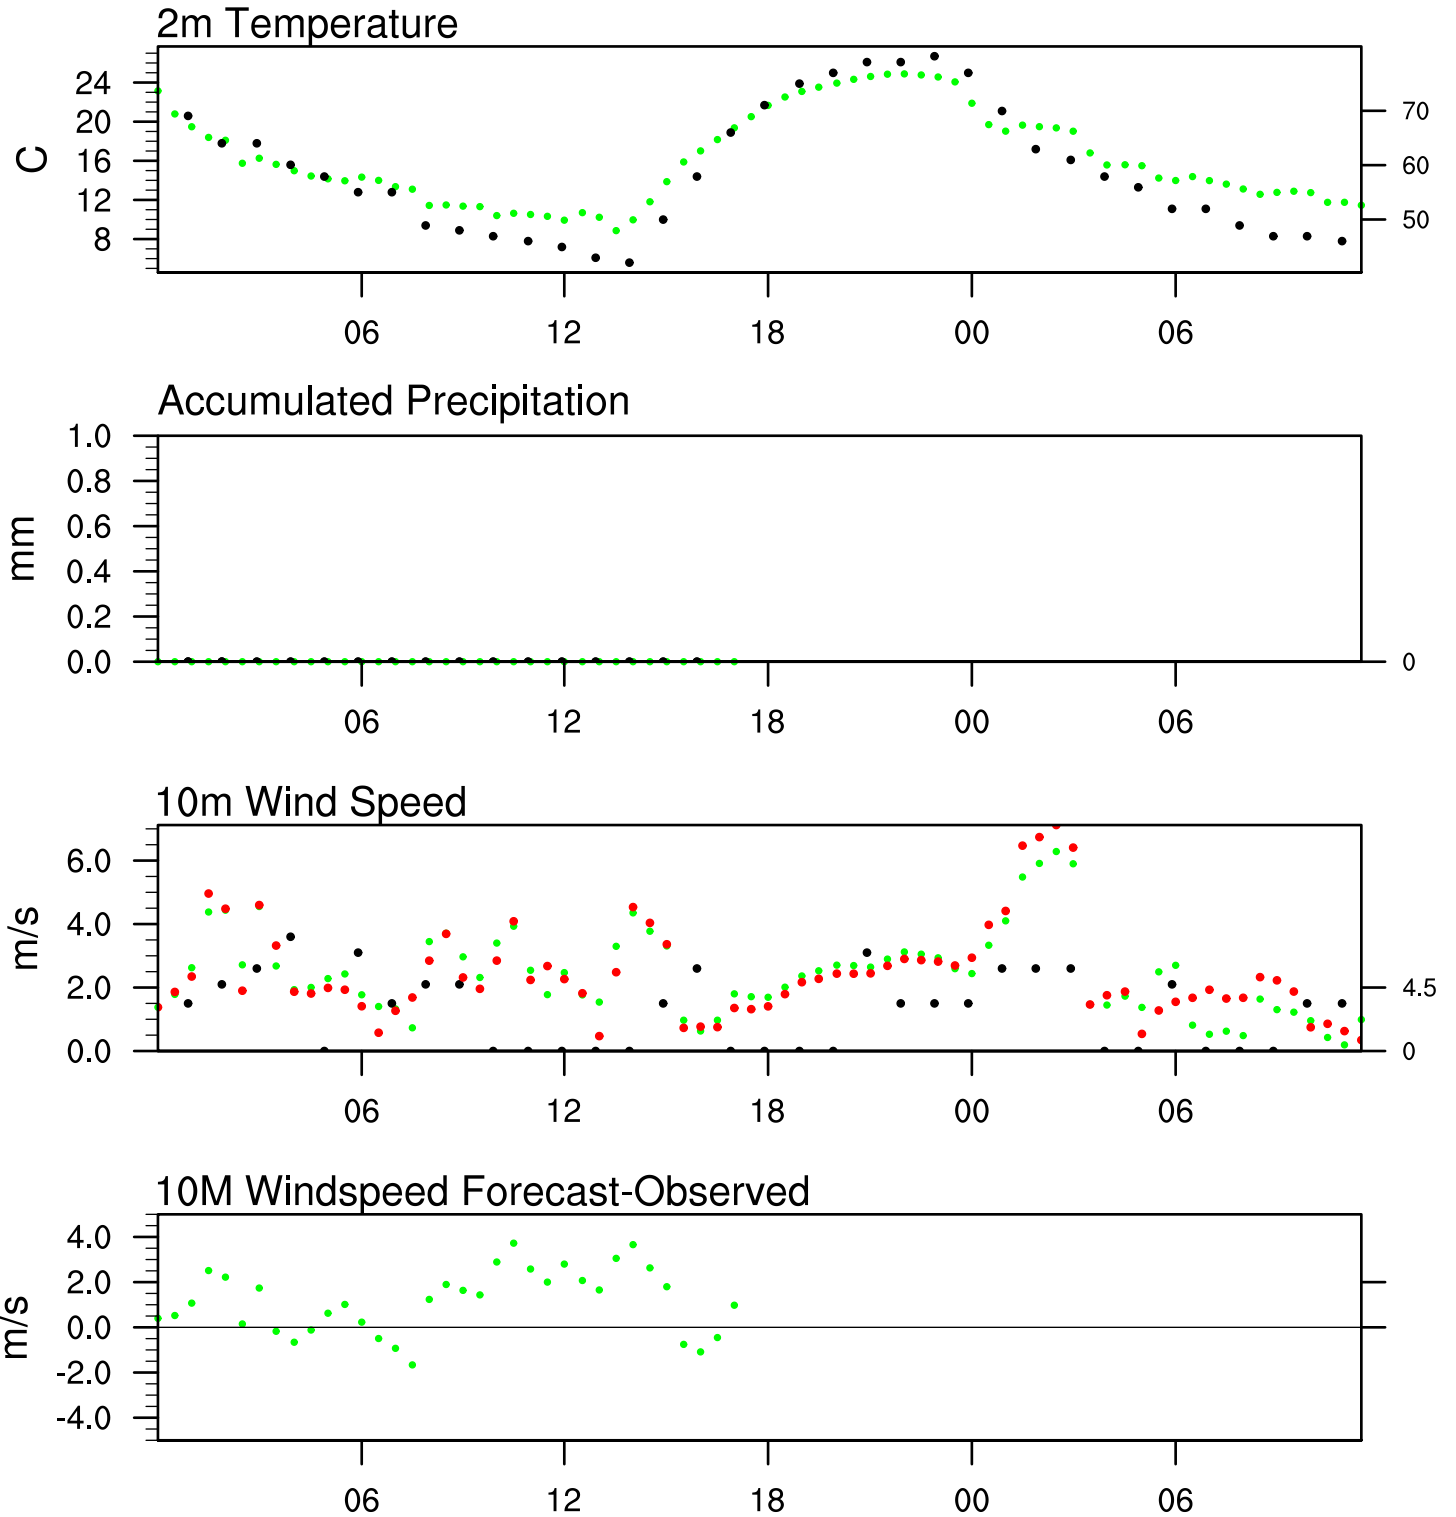 2m Temperature
24
20
16
12
8
C
70
60
50
06 12 18 00 06
Accumulated Precipitation
1.0
0.8
0.6
0.4
0.2
0.0
mm
0
06 12 18 00 06
10m Wind Speed
6.0
4.0
2.0
0.0
m/s
4.5
0
06 12 18 00 06
10M Windspeed Forecast-Observed
4.0
2.0
0.0
-2.0
-4.0
m/s
06 12 18 00 06